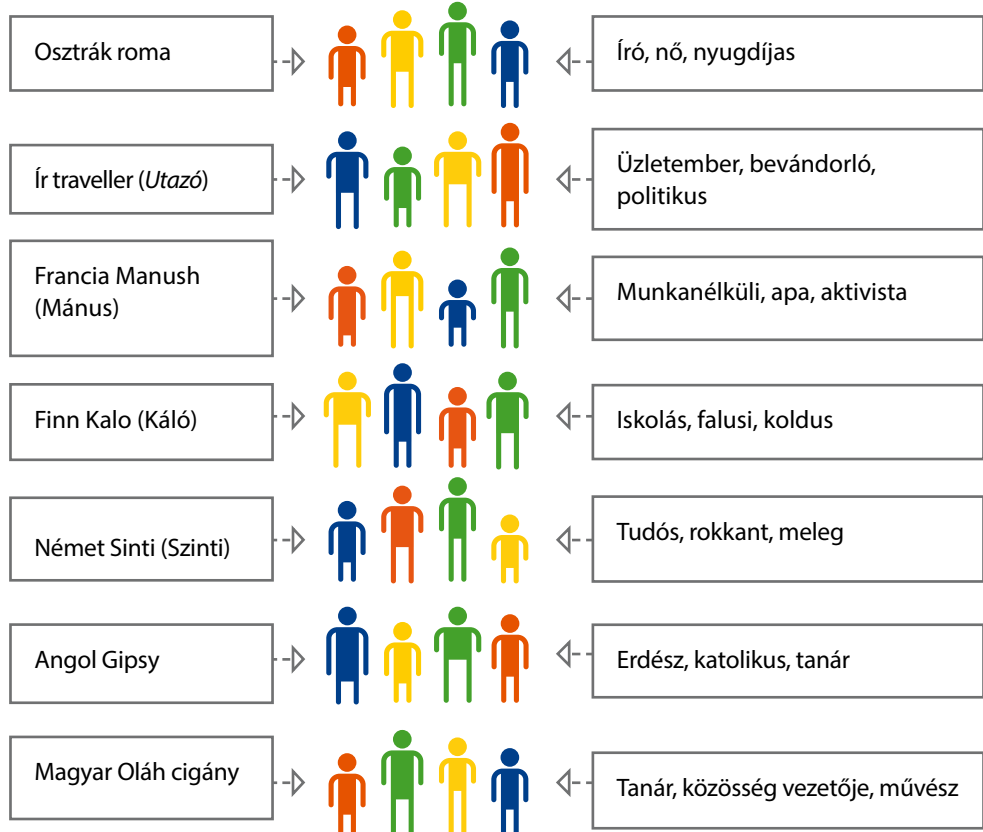 Osztrák roma
Író, nő, nyugdíjas
Ír traveller (Utazó)
Üzletember, bevándorló,
politikus
Francia Manush
(Mánus)
Munkanélküli, apa, aktivista
Finn Kalo (Káló)
Iskolás, falusi, koldus
Német Sinti (Szinti)
Tudós, rokkant, meleg
Angol Gipsy
Erdész, katolikus, tanár
Magyar Oláh cigány
Tanár, közösség vezetője, művész